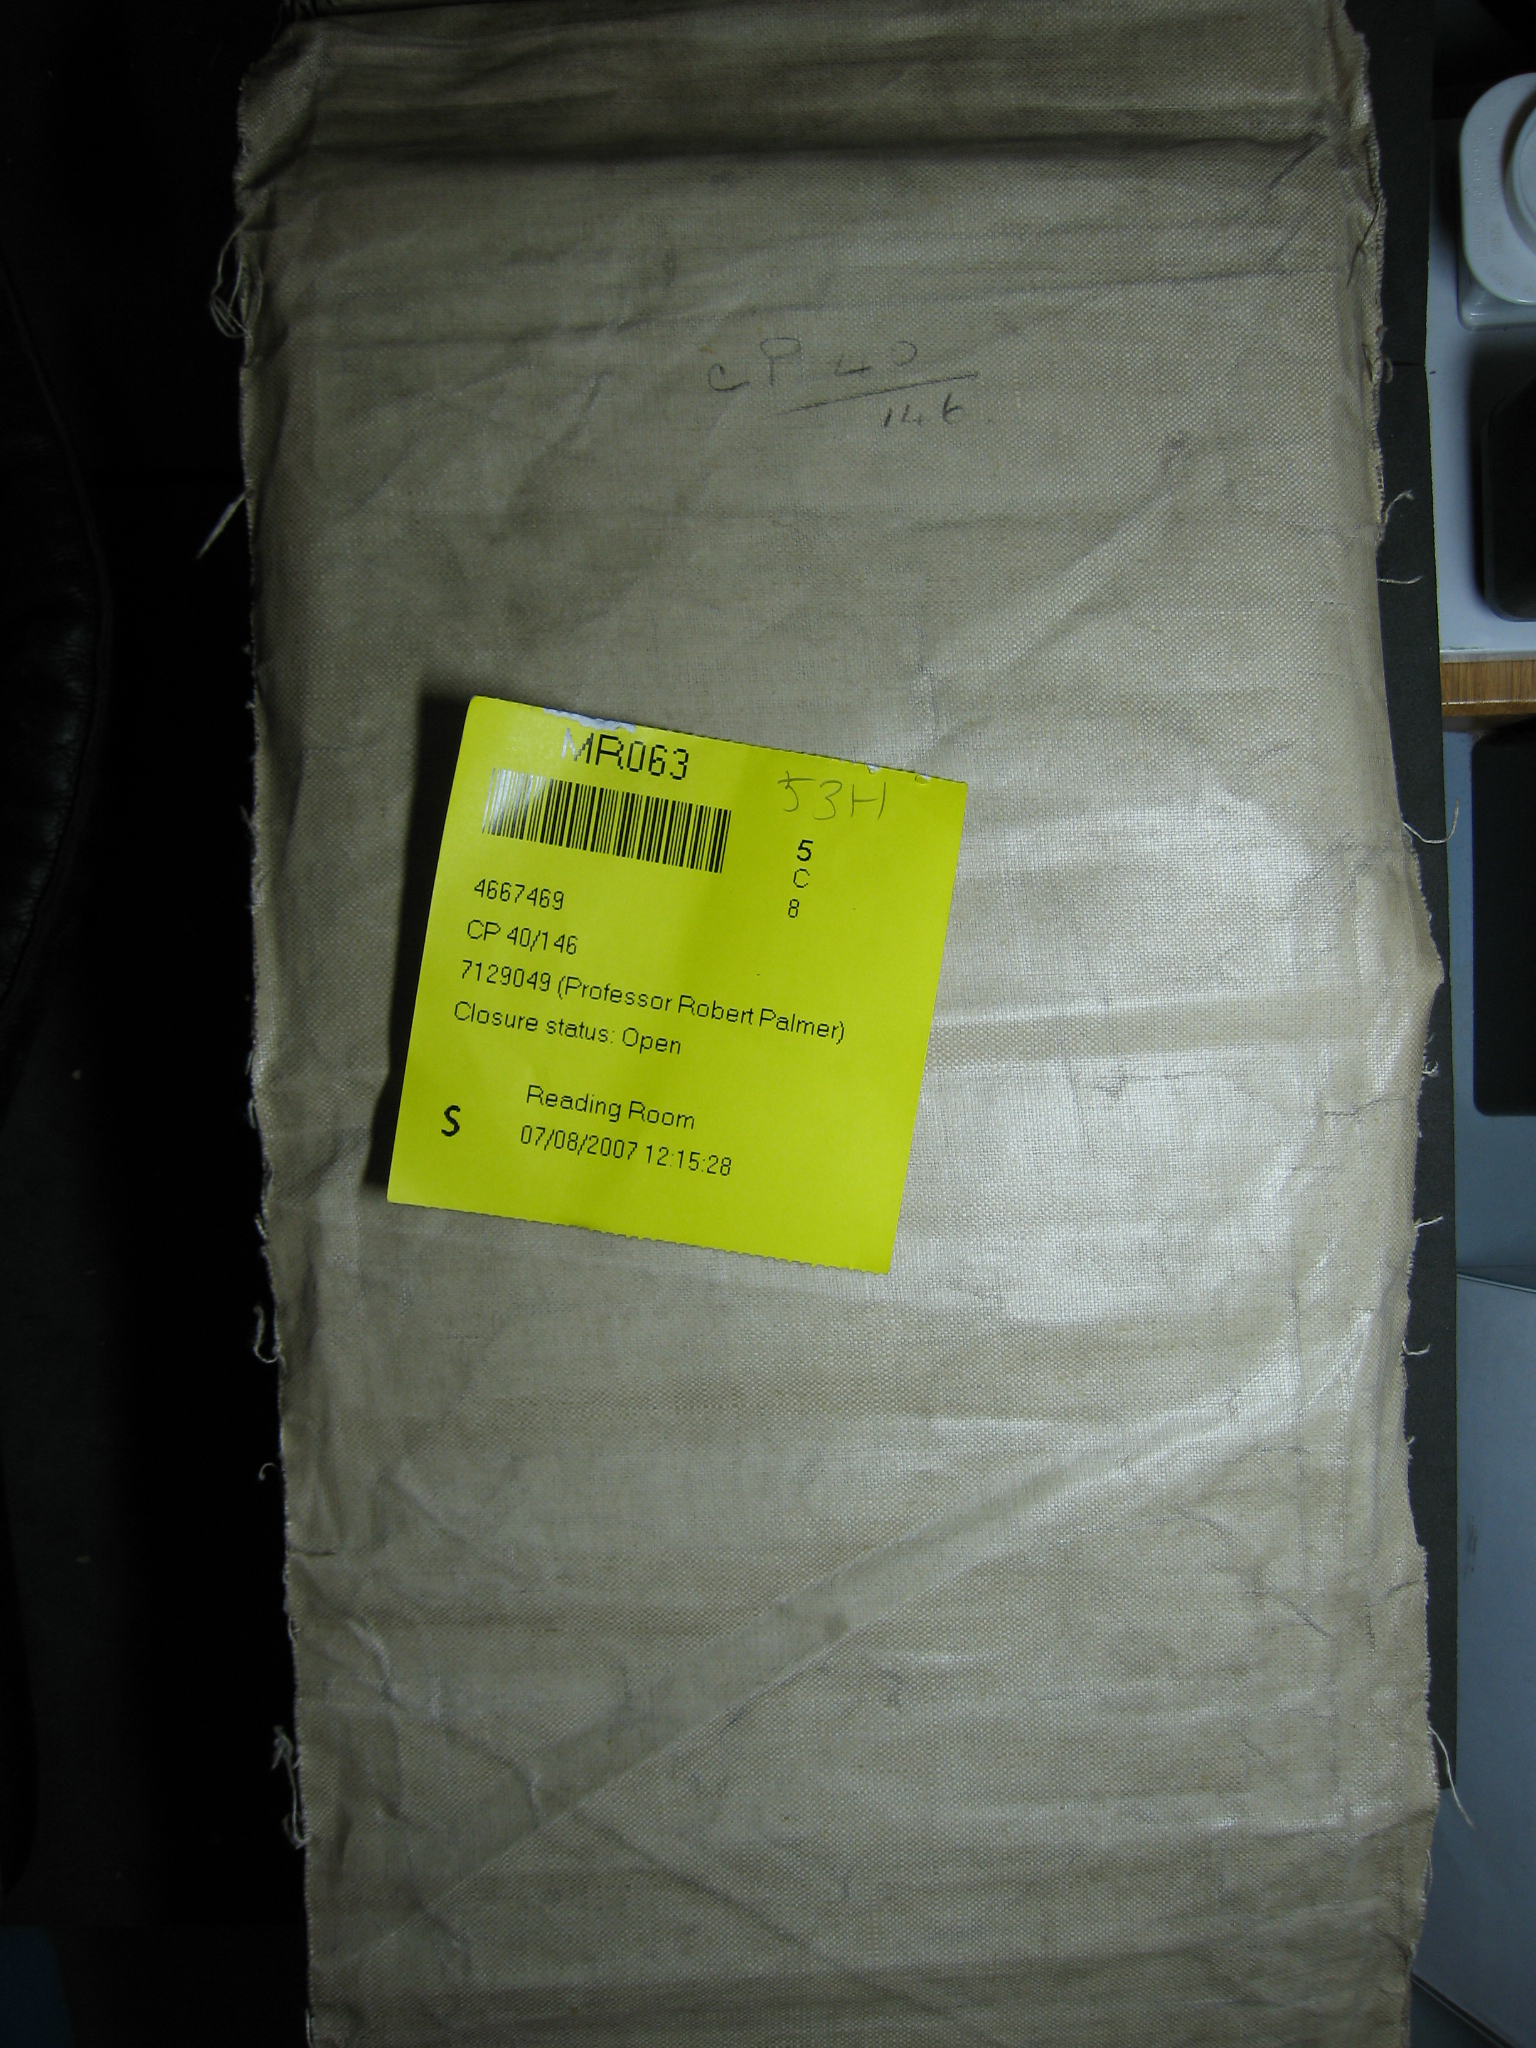 CP 40
146
MR063
53H
5
C
8
4667469
CP 40/146
7129049 (Professor Robert Palmer)
Closure status: Open
Reading Room
S
07/08/2007 12:15:28